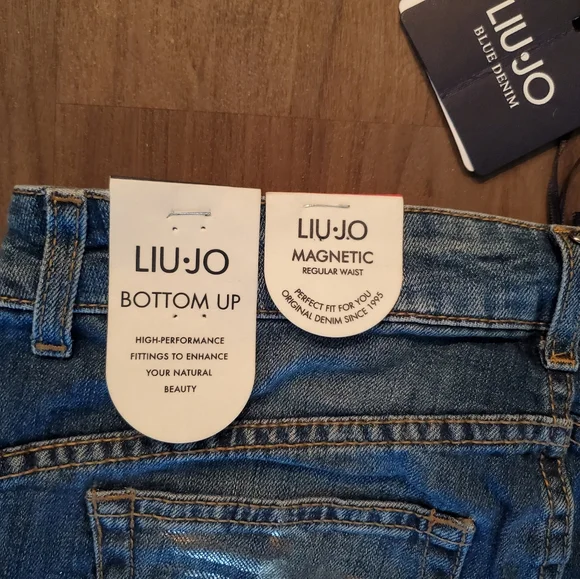 LIU·JO
BLUE DENIM
LIU·JO
BOTTOM UP
HIGH-PERFORMANCE
FITTINGS TO ENHANCE
YOUR NATURAL
BEAUTY
LIU·JO
MAGNETIC
REGULAR WAIST
PERFECT FIT FOR YOU
ORIGINAL DENIM SINCE 1995